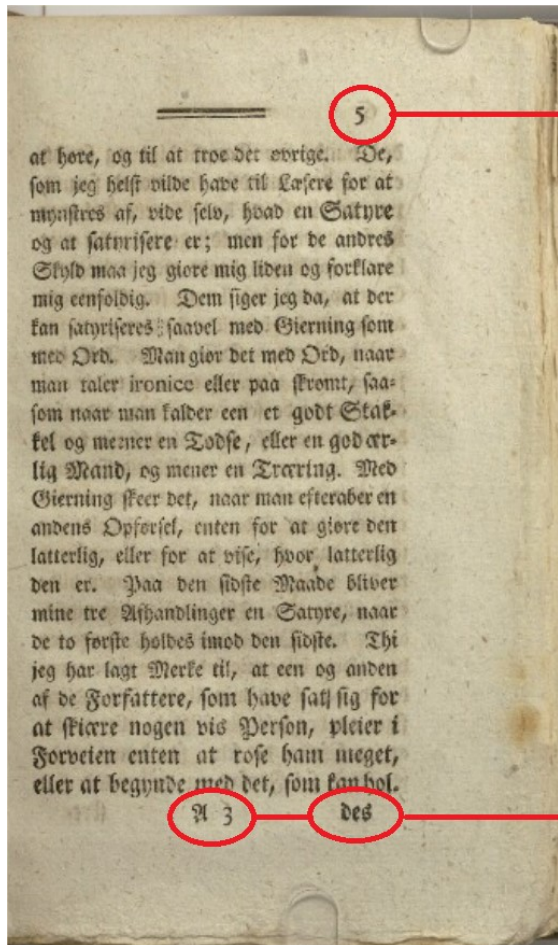 5
at høre, og til at troe det øvrige. De,
som jeg helst vilde have til Læsere for at
mynstres af, vide selv, hvad en Satyre
og at satyrisere er; men for de andres
Skyld maa jeg giøre mig liden og forklare
mig eenfoldig. Dem siger jeg da, at der
kan satyriseres saavel med Gierning som
med Ord. Man giør det med Ord, naar
man taler ironice eller paa skromt, saa-
som naar man kalder een et godt Stak-
kel og meener en Todse, eller en god ær-
lig Mand, og mener en Træring. Med
Gierning skeer det, naar man efteraber en
andens Opførsel, enten for at giøre den
latterlig, eller for at vise, hvor latterlig
den er. Paa den sidste Maade bliver
mine tre Afhandlinger en Satyre, naar
de to første holdes imod den sidste. Thi
jeg har lagt Merke til, at een og anden
af de Forfattere, som have sat sig for
at skiære nogen vis Person, pleier i
Forveien enten at rose ham meget,
eller at begynde med det, som kan hol-
A 3 des